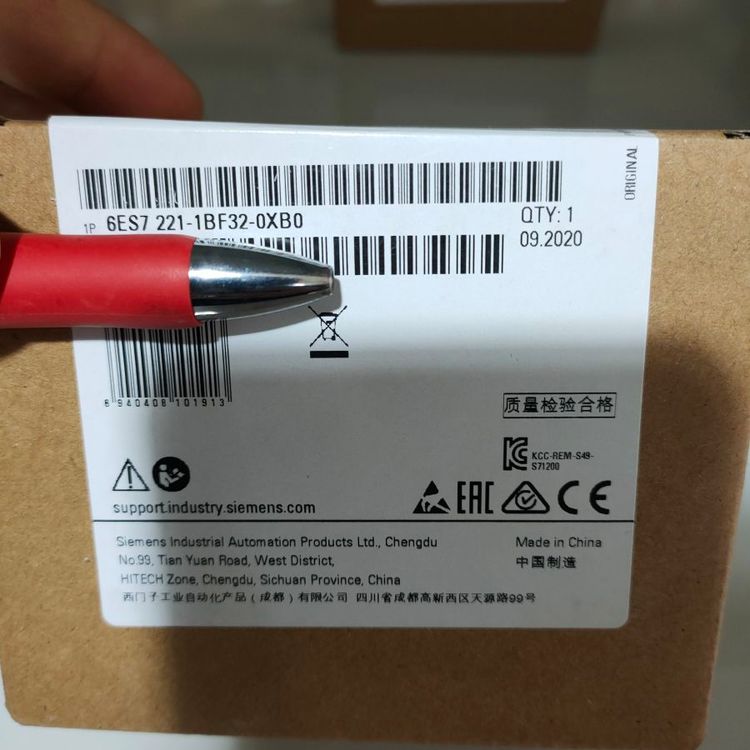 ORIGINAL
1P 6ES7 221-1BF32-0XB0
QTY: 1
09.2020
6 940408 101913
质量检验合格
KCC-REM-S49-
S71200
support.industry.siemens.com
EAC
CE
Siemens Industrial Automation Products Ltd., Chengdu
No.99, Tian Yuan Road, West District,
HITECH Zone, Chengdu, Sichuan Province, China
西门子工业自动化产品（成都）有限公司 四川省成都高新西区天源路99号
Made in China
中国制造